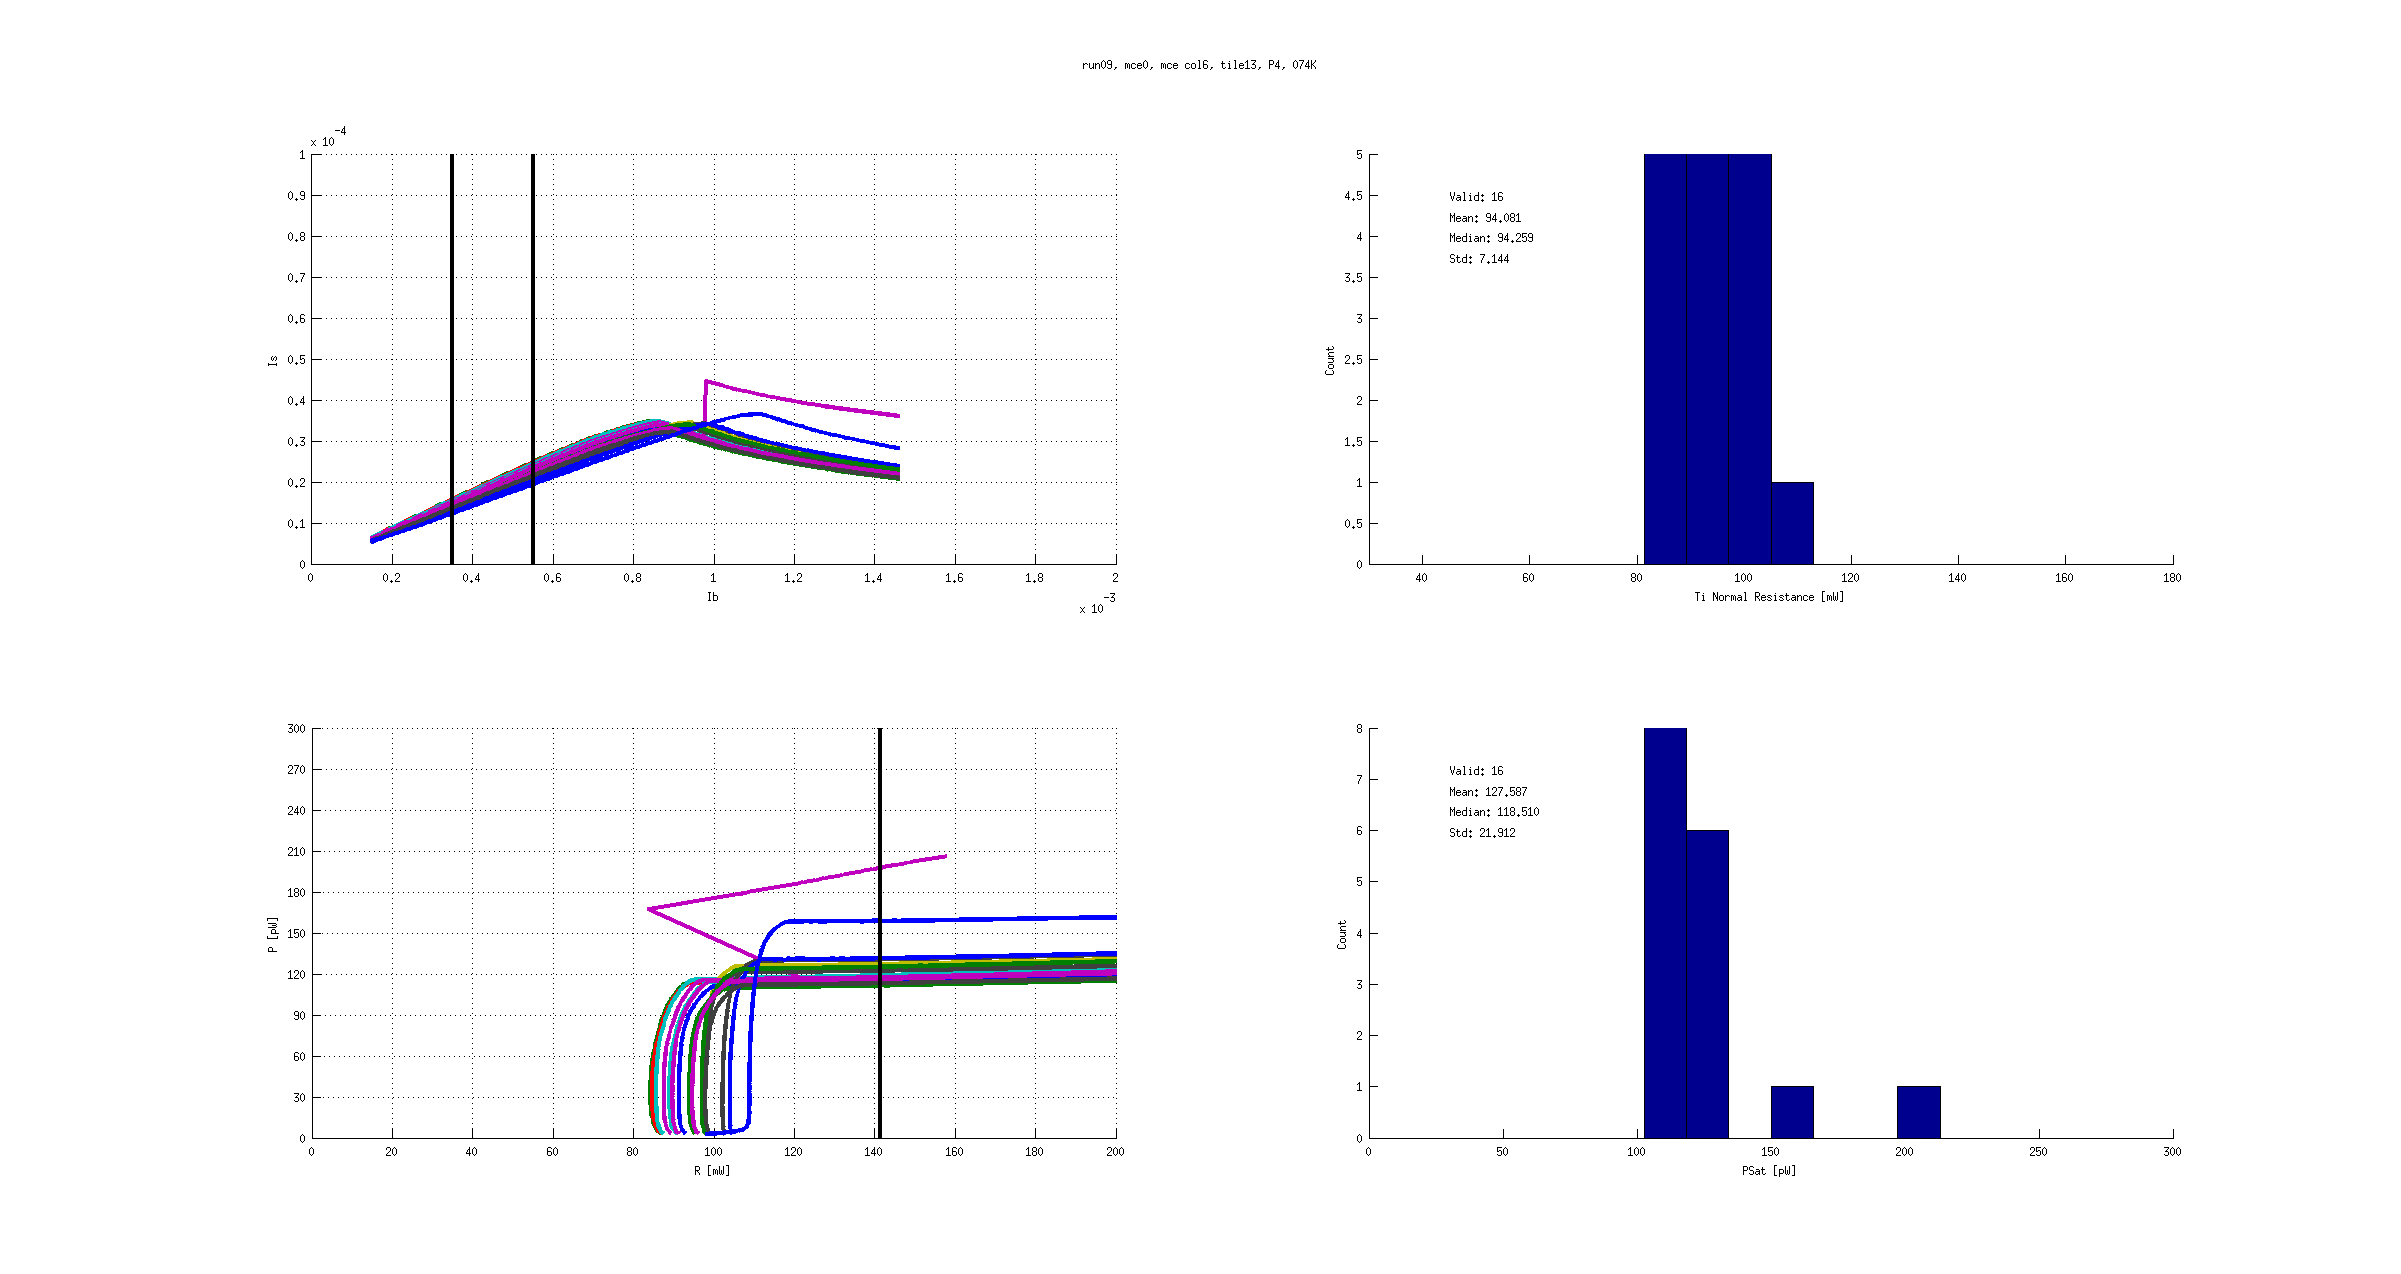 run09, mce0, mce col6, tile13, P4, 074K
x 10^-4
1
0.9
0.8
0.7
0.6
0.5
0.4
0.3
0.2
0.1
0
Is
0 0.2 0.4 0.6 0.8 1 1.2 1.4 1.6 1.8 2
Ib
x 10^-3
5
4.5
4
3.5
3
2.5
2
1.5
1
0.5
0
Count
Valid: 16
Mean: 94.081
Median: 94.259
Std: 7.144
40 60 80 100 120 140 160 180
Ti Normal Resistance [mW]
300
270
240
210
180
150
120
90
60
30
0
P [pW]
0 20 40 60 80 100 120 140 160 180 200
R [mW]
8
7
6
5
4
3
2
1
0
Count
Valid: 16
Mean: 127.587
Median: 118.510
Std: 21.912
0 50 100 150 200 250 300
PSat [pW]